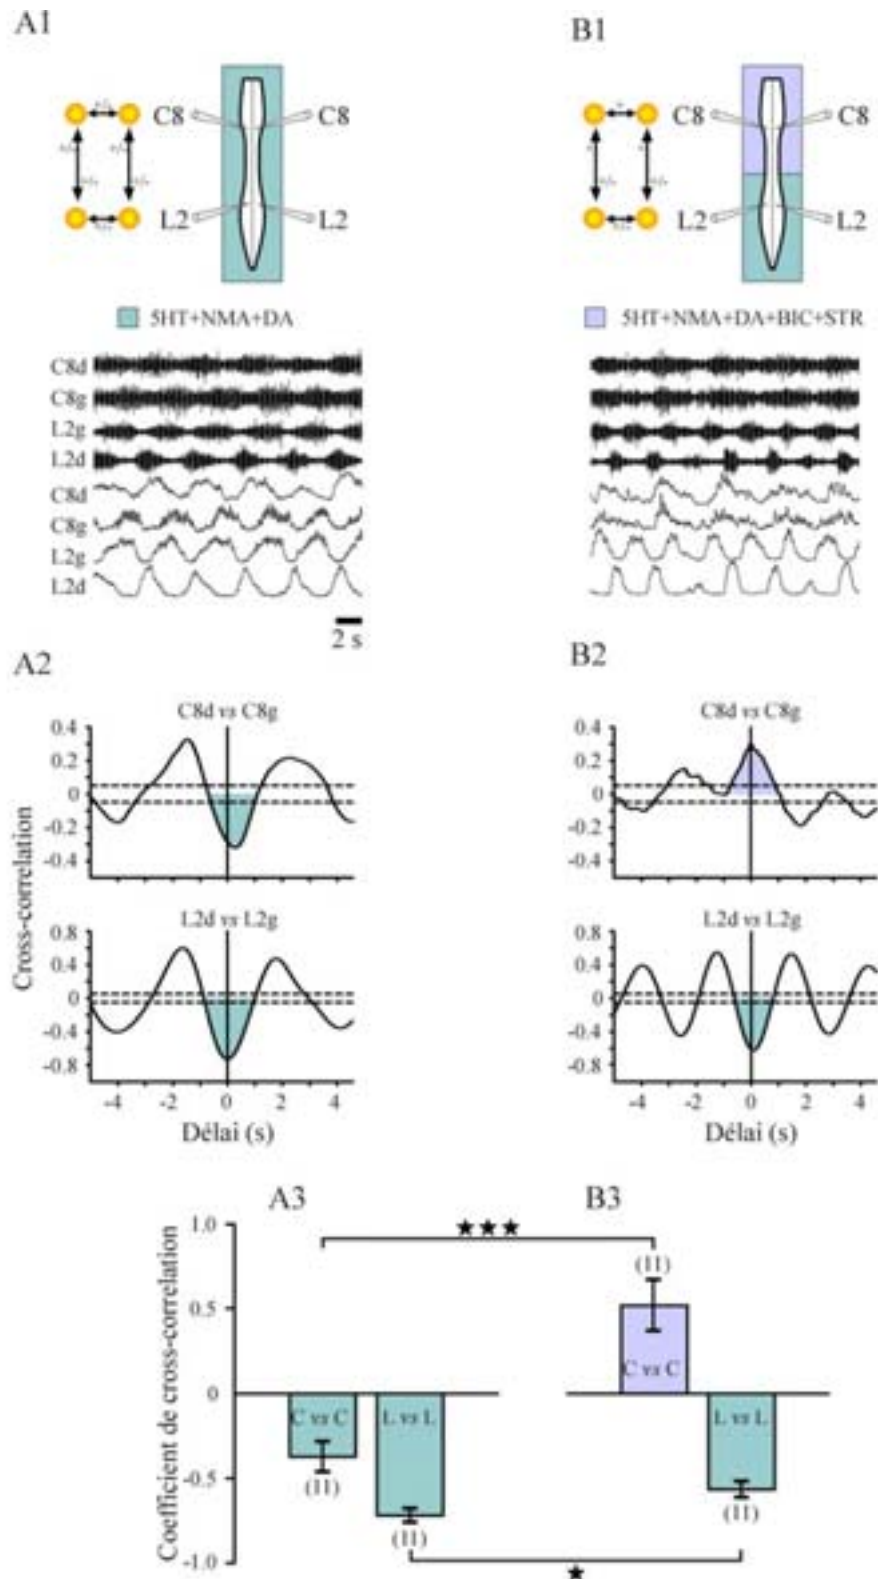 A1
B1
C8 C8
L2 L2
C8 C8
L2 L2
5HT+NMA+DA
5HT+NMA+DA+BIC+STR
C8d
C8g
L2g
L2d
C8d
C8g
L2g
L2d
2 s
A2
B2
Cross-correlation
C8d vs C8g
0.4
0.2
0
-0.2
-0.4
L2d vs L2g
0.8
0.4
0
-0.4
-0.8
-4 -2 0 2 4
Délai (s)
C8d vs C8g
0.4
0.2
0
-0.2
-0.4
L2d vs L2g
0.8
0.4
0
-0.4
-0.8
-4 -2 0 2 4
Délai (s)
A3
B3
Coefficient de cross-correlation
1.0
0.5
0
-0.5
-1.0
★★★
C vs C
(11)
L vs L
(11)
(11)
C vs C
L vs L
(11)
★